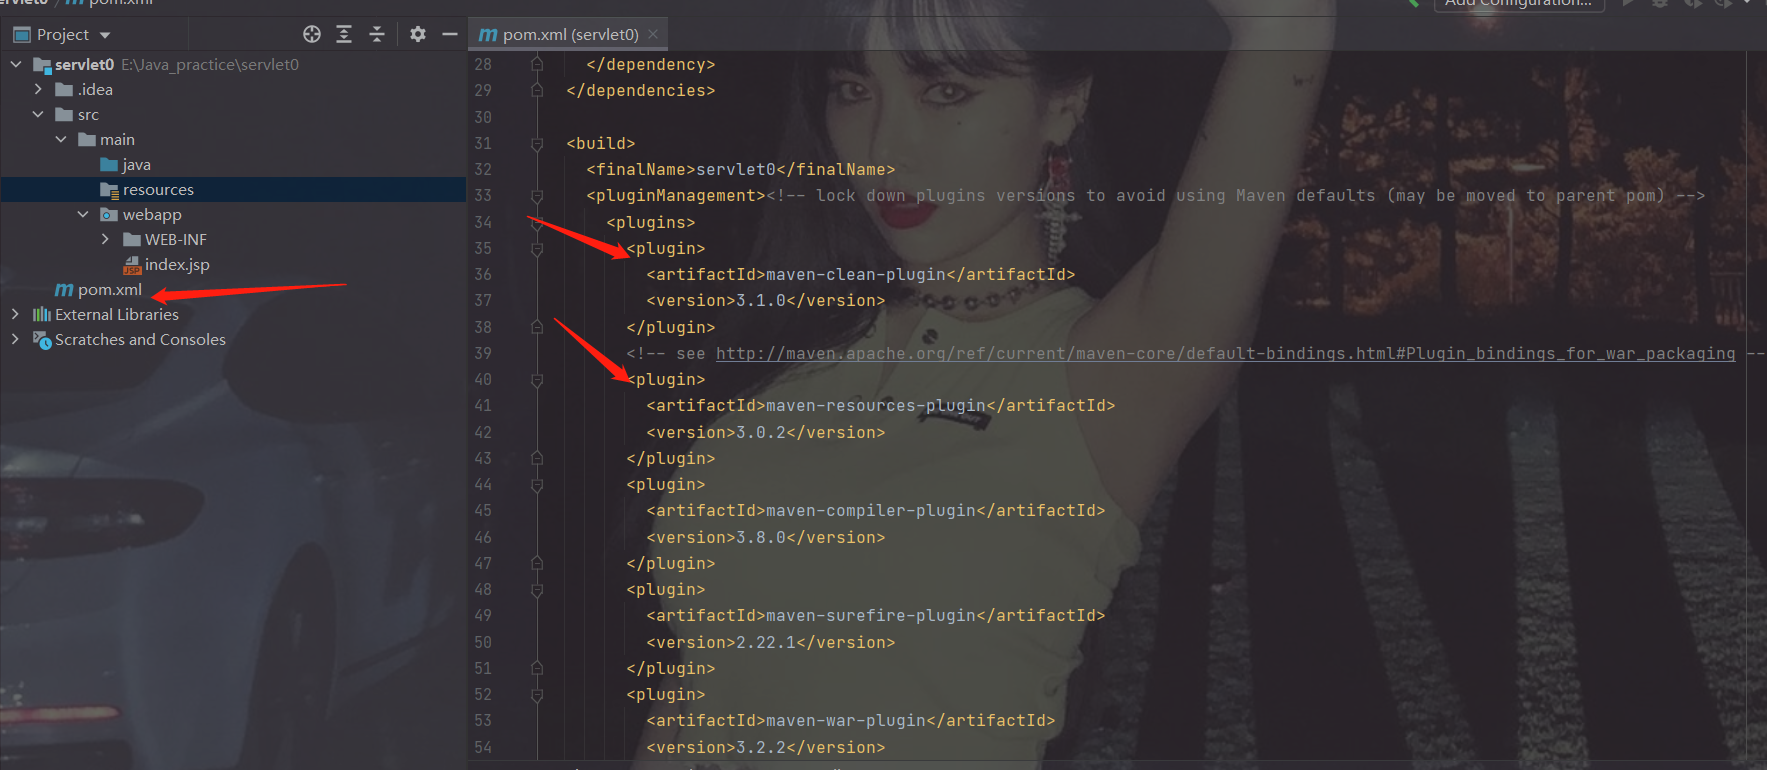 servlet0 / m pom.xml
Add Configuration...
Project
pom.xml (servlet0)
servlet0 E:\Java_practice\servlet0
.idea
src
main
java
resources
webapp
WEB-INF
index.jsp
pom.xml
External Libraries
Scratches and Consoles
28 </dependency>
29 </dependencies>
30
31 <build>
32 <finalName>servlet0</finalName>
33 <pluginManagement><!-- lock down plugins versions to avoid using Maven defaults (may be moved to parent pom) -->
34 <plugins>
35 <plugin>
36 <artifactId>maven-clean-plugin</artifactId>
37 <version>3.1.0</version>
38 </plugin>
39 <!-- see http://maven.apache.org/ref/current/maven-core/default-bindings.html#Plugin_bindings_for_war_packaging --
40 <plugin>
41 <artifactId>maven-resources-plugin</artifactId>
42 <version>3.0.2</version>
43 </plugin>
44 <plugin>
45 <artifactId>maven-compiler-plugin</artifactId>
46 <version>3.8.0</version>
47 </plugin>
48 <plugin>
49 <artifactId>maven-surefire-plugin</artifactId>
50 <version>2.22.1</version>
51 </plugin>
52 <plugin>
53 <artifactId>maven-war-plugin</artifactId>
54 <version>3.2.2</version>